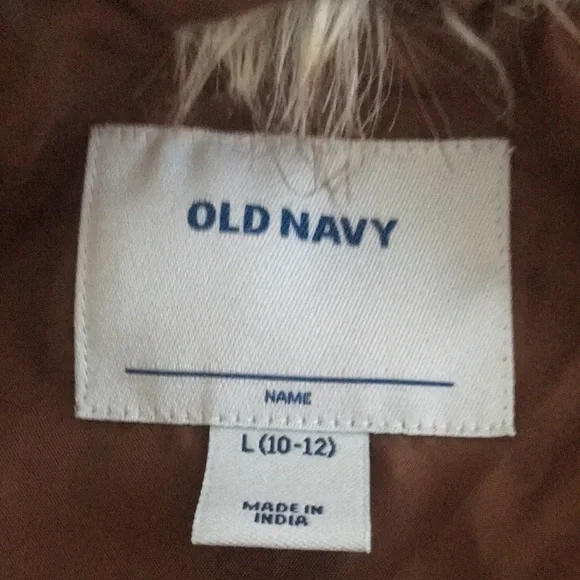 OLD NAVY
NAME
L (10-12)
MADE IN
INDIA